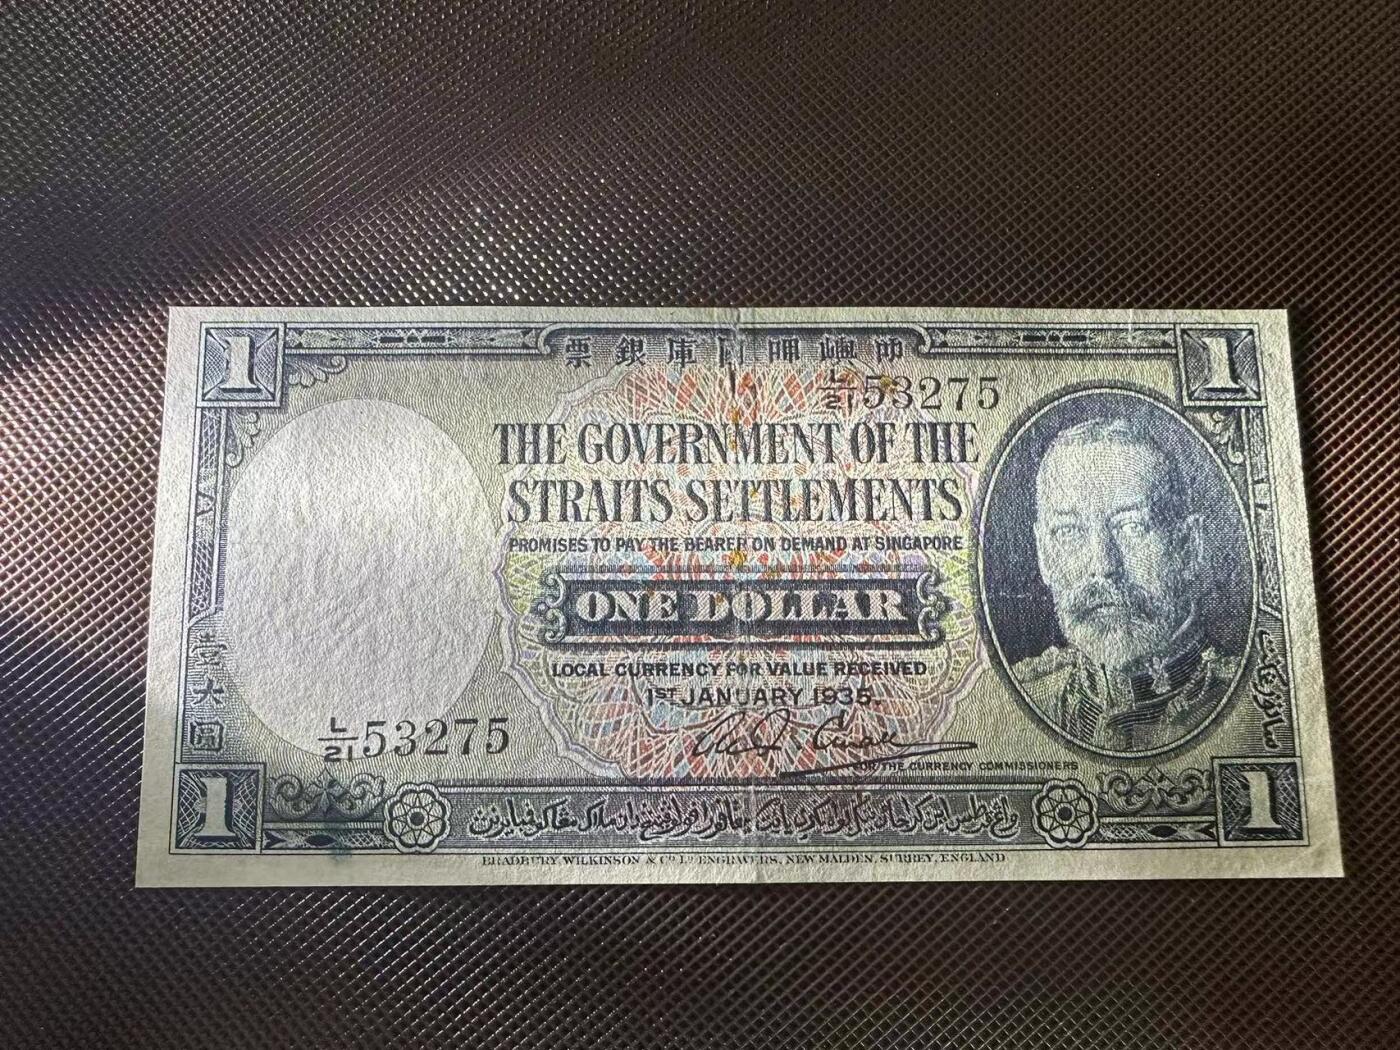 1
1
票銀庫國呷嘞㕭
L/21 53275
THE GOVERNMENT OF THE
STRAITS SETTLEMENTS
PROMISES TO PAY THE BEARER ON DEMAND AT SINGAPORE
ONE DOLLAR
LOCAL CURRENCY FOR VALUE RECEIVED
1ST JANUARY 1935.
FOR THE CURRENCY COMMISSIONERS
壹大圓
L/21 53275
1
1
BRADBURY, WILKINSON & Co Ld ENGRAVERS, NEW MALDEN, SURREY, ENGLAND